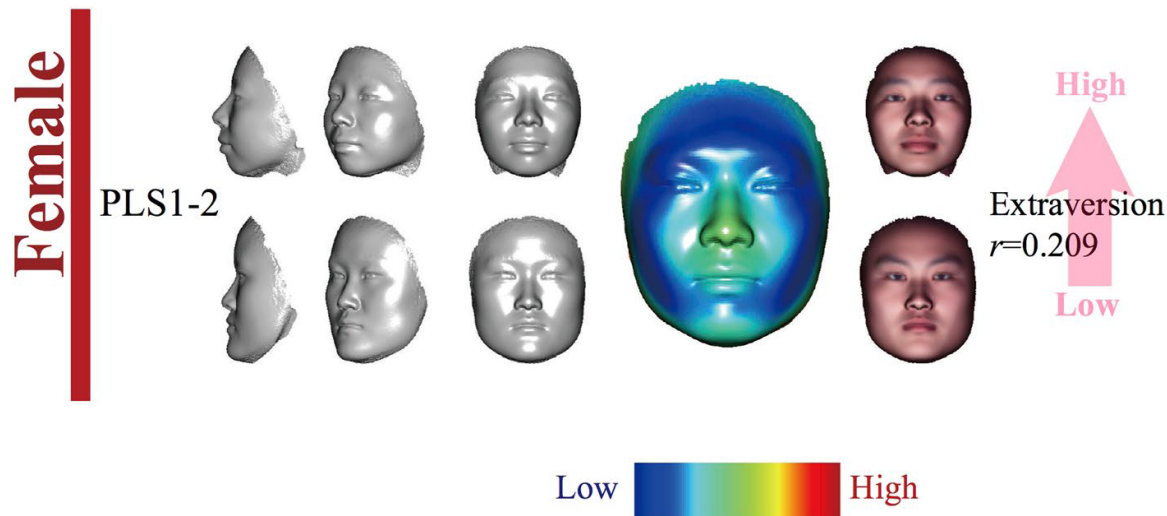 Female
PLS1-2
High
Extraversion
r=0.209
Low
Low
High